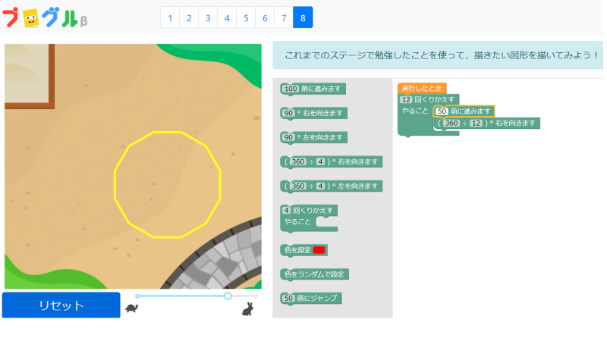 プログルβ
1 2 3 4 5 6 7 8
これまでのステージで勉強したことを使って、描きたい図形を描いてみよう！
100 前に進みます
90 ° 右を向きます
90 ° 左を向きます
( 360 ÷ 4 ) ° 右を向きます
( 360 ÷ 4 ) ° 左を向きます
4 回くりかえす
やること
色を設定
色をランダムで設定
50 前にジャンプ
実行したとき
12 回くりかえす
やること 50 前に進みます
( 360 ÷ 12 ) ° 右を向きます
リセット